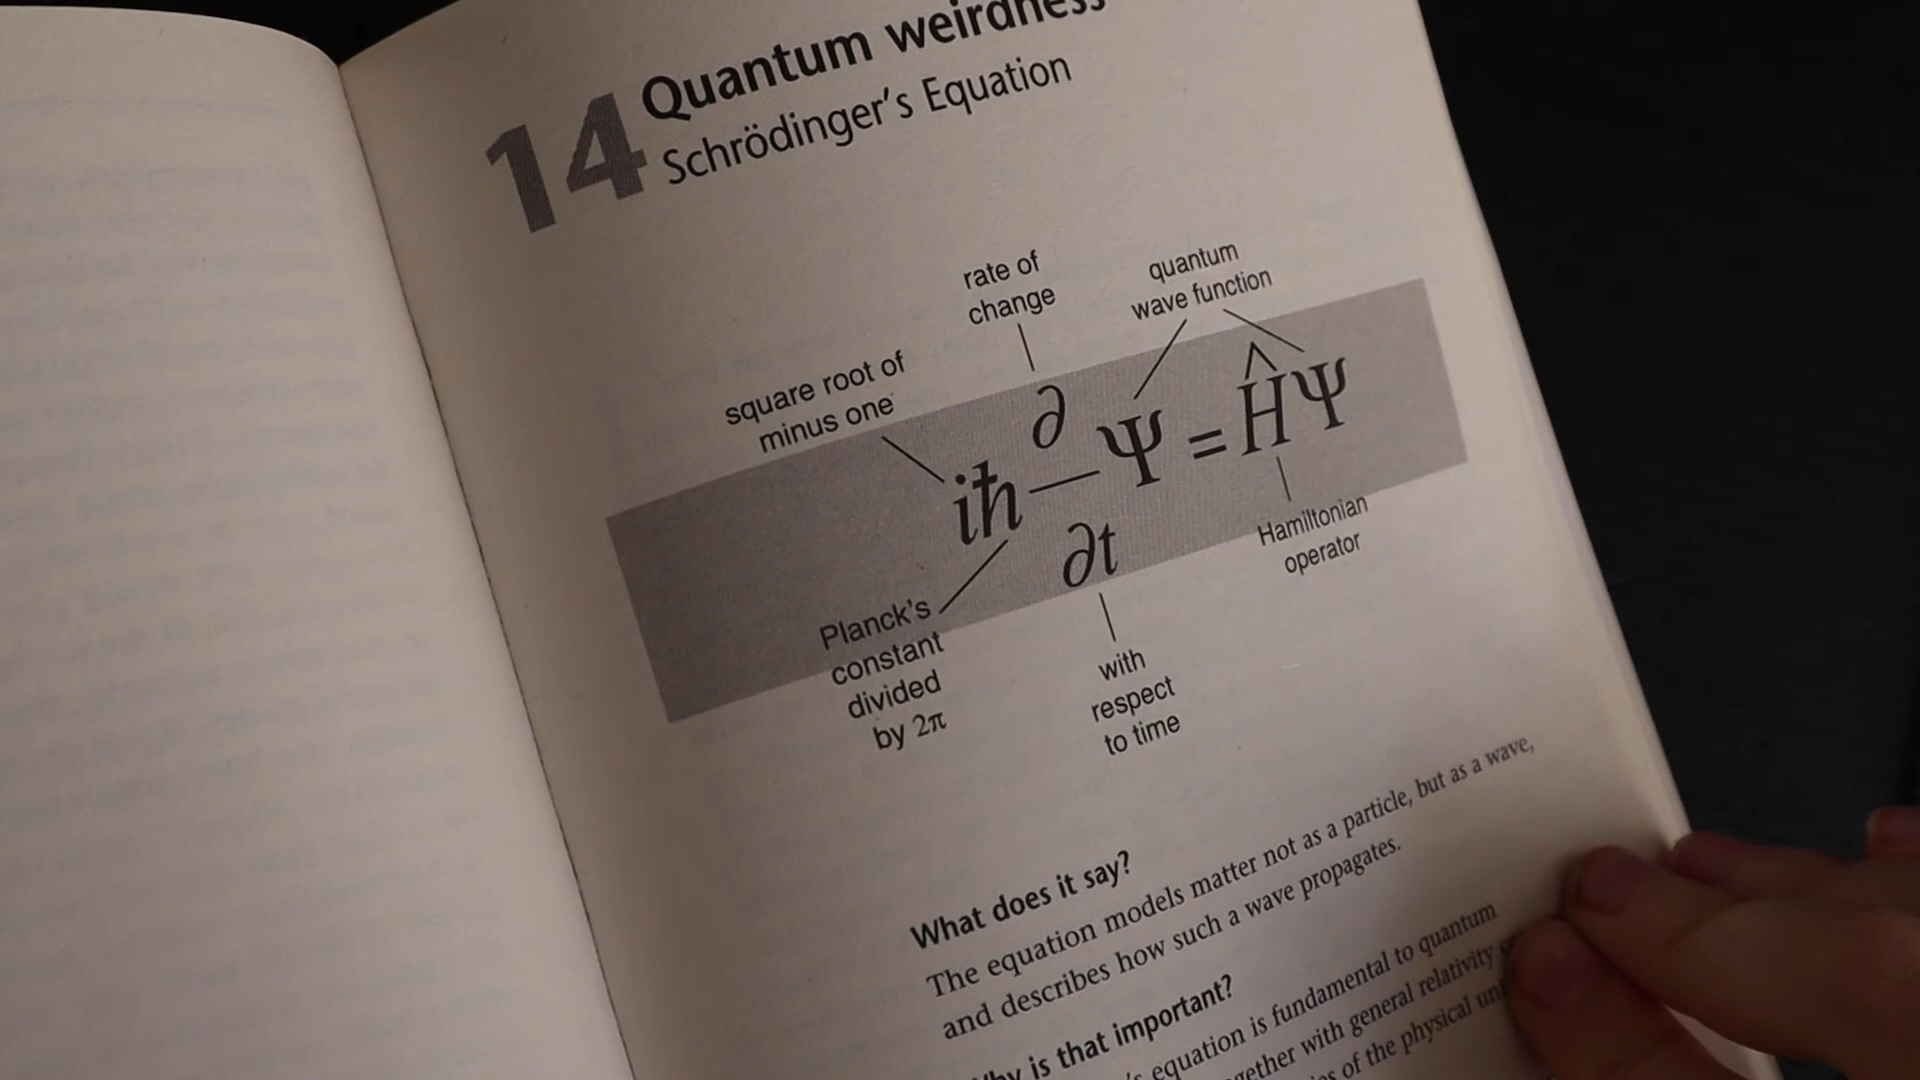 14
Quantum weirdness
Schrödinger's Equation
rate of
change
quantum
wave function
square root of
minus one
iħ ∂/∂t Ψ = ĤΨ
Hamiltonian
operator
Planck's
constant
divided
by 2π
with
respect
to time
What does it say?
The equation models matter not as a particle, but as a wave,
and describes how such a wave propagates.
is that important?
equation is fundamental to quantum
with general relativity
of the physical